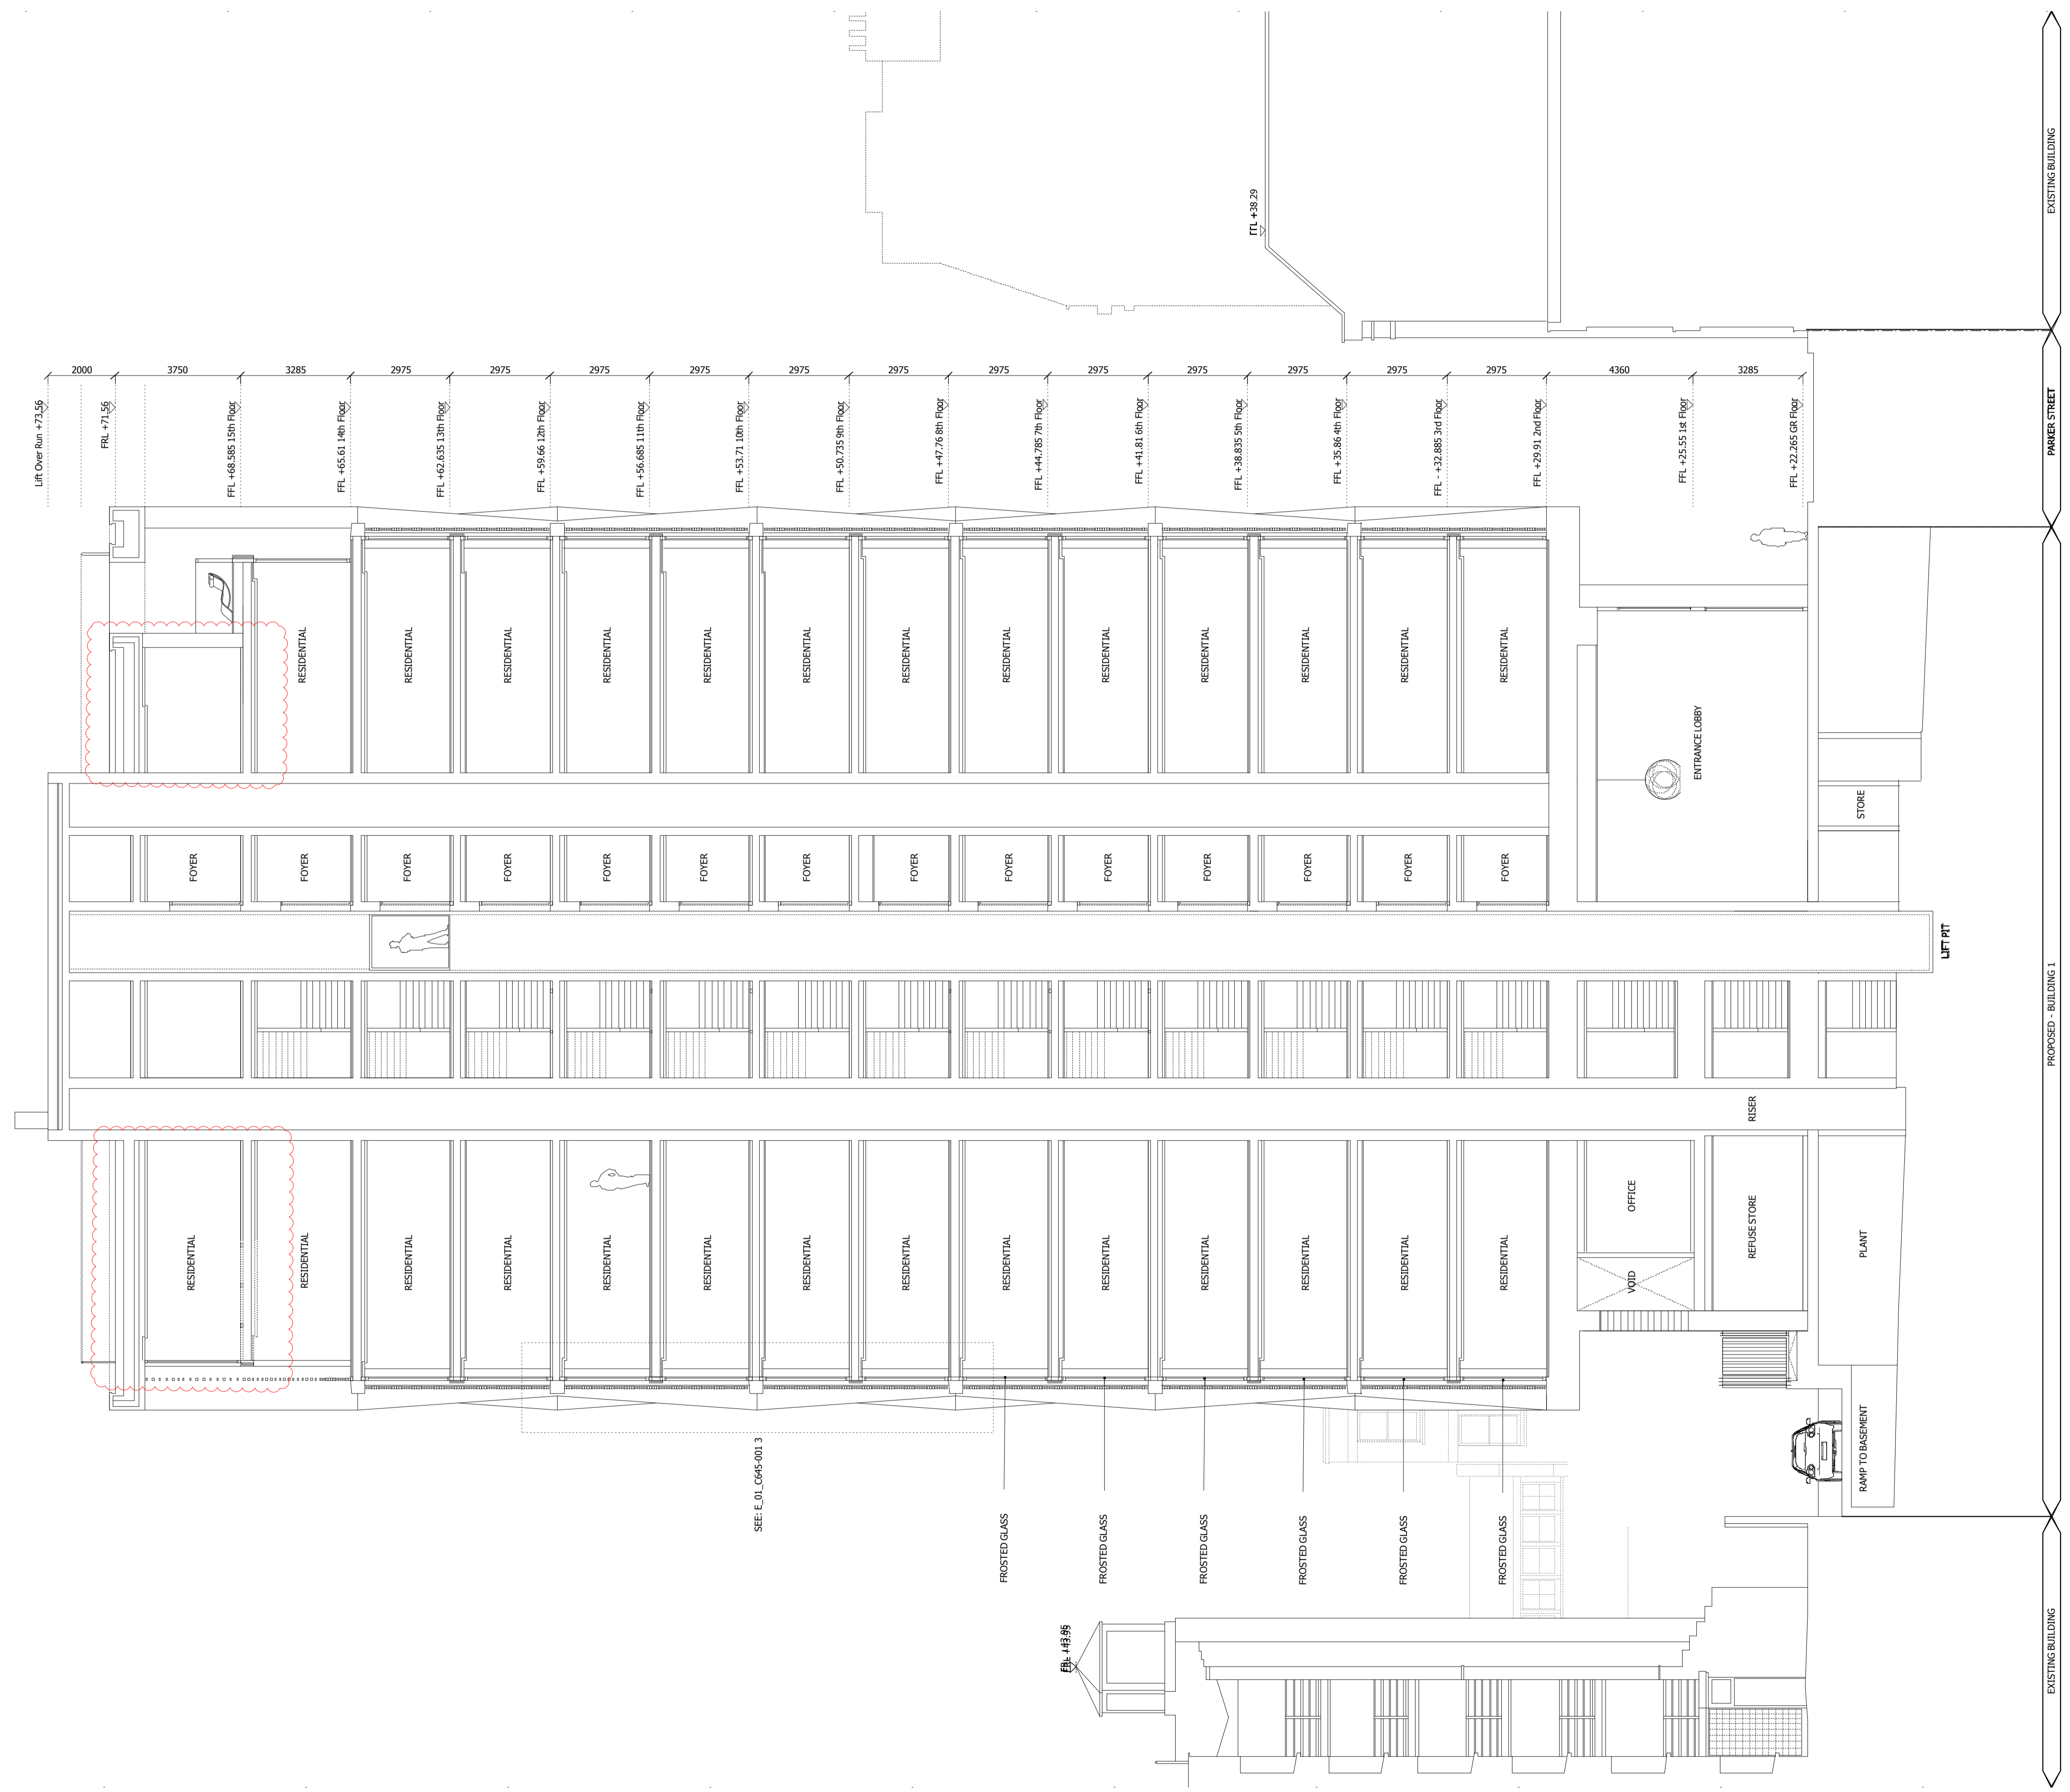 EXISTING BUILDING
PARKER STREET
PROPOSED - BUILDING 1
EXISTING BUILDING
2000
3750
3285
2975
2975
2975
2975
2975
2975
2975
2975
2975
2975
2975
2975
4360
3285
Lift Over Run +73.56
FRL +71.56
FFL +68.585 15th Floor
FFL +65.61 14th Floor
FFL +62.635 13th Floor
FFL +59.66 12th Floor
FFL +56.685 11th Floor
FFL +53.71 10th Floor
FFL +50.735 9th Floor
FFL +47.76 8th Floor
FFL +44.785 7th Floor
FFL +41.81 6th Floor
FFL +38.835 5th Floor
FFL +35.86 4th Floor
FFL - +32.885 3rd Floor
FFL +29.91 2nd Floor
FFL +25.55 1st Floor
FFL +22.265 GR Floor
+38.29
RESIDENTIAL
RESIDENTIAL
RESIDENTIAL
RESIDENTIAL
RESIDENTIAL
RESIDENTIAL
RESIDENTIAL
RESIDENTIAL
RESIDENTIAL
RESIDENTIAL
RESIDENTIAL
RESIDENTIAL
RESIDENTIAL
ENTRANCE LOBBY
STORE
FOYER
FOYER
FOYER
FOYER
FOYER
FOYER
FOYER
FOYER
FOYER
FOYER
FOYER
FOYER
FOYER
FOYER
LIFT PIT
RISER
RESIDENTIAL
RESIDENTIAL
RESIDENTIAL
RESIDENTIAL
RESIDENTIAL
RESIDENTIAL
RESIDENTIAL
RESIDENTIAL
RESIDENTIAL
RESIDENTIAL
RESIDENTIAL
RESIDENTIAL
RESIDENTIAL
RESIDENTIAL
OFFICE
VOID
REFUSE STORE
PLANT
RAMP TO BASEMENT
SEE: E_01_C645-001 3
FROSTED GLASS
FROSTED GLASS
FROSTED GLASS
FROSTED GLASS
FROSTED GLASS
FROSTED GLASS